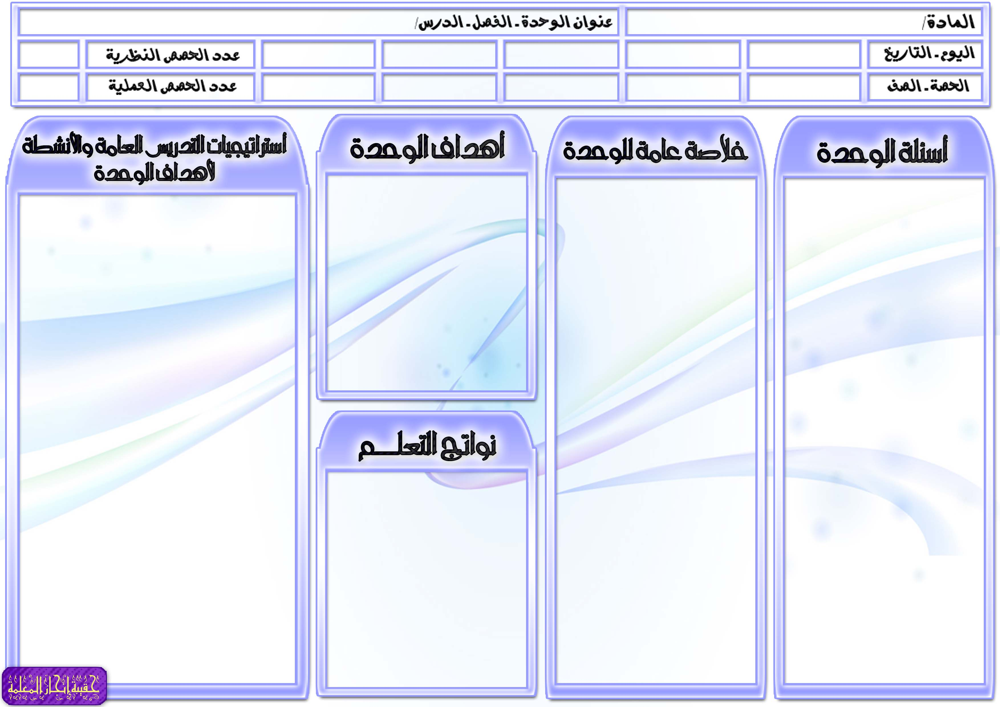 المادة/
عنوان الوحدة - الفصل - الدرس/
اليوم - التاريخ
عدد الحصص النظرية
الحصة - الصف
عدد الحصص العملية
أسئلة الوحدة
خلاصة عامة للوحدة
أهداف الوحدة
نواتج التعلـــم
أستراتيجيات التدريس العامة والأنشطة
لأهداف الوحدة
حقيبة إنجاز المعلمة